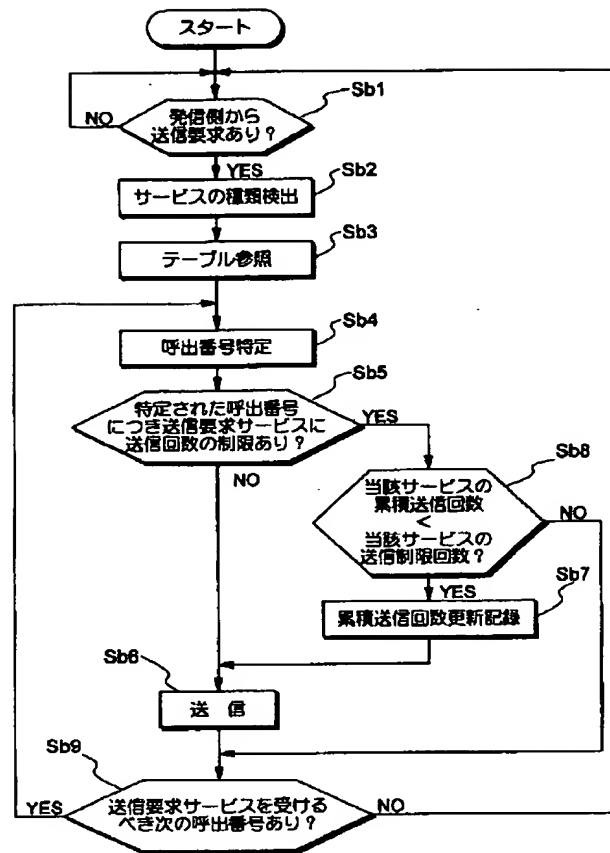 スタート
Sb1
発信側から
送信要求あり？
NO
YES
Sb2
サービスの種類検出
Sb3
テーブル参照
Sb4
呼出番号特定
Sb5
特定された呼出番号
につき送信要求サービスに
送信回数の制限あり？
YES
NO
Sb8
当該サービスの
累積送信回数
<
当該サービスの
送信制限回数？
NO
YES
Sb7
累積送信回数更新記録
Sb6
送　信
Sb9
送信要求サービスを受ける
べき次の呼出番号あり？
YES
NO